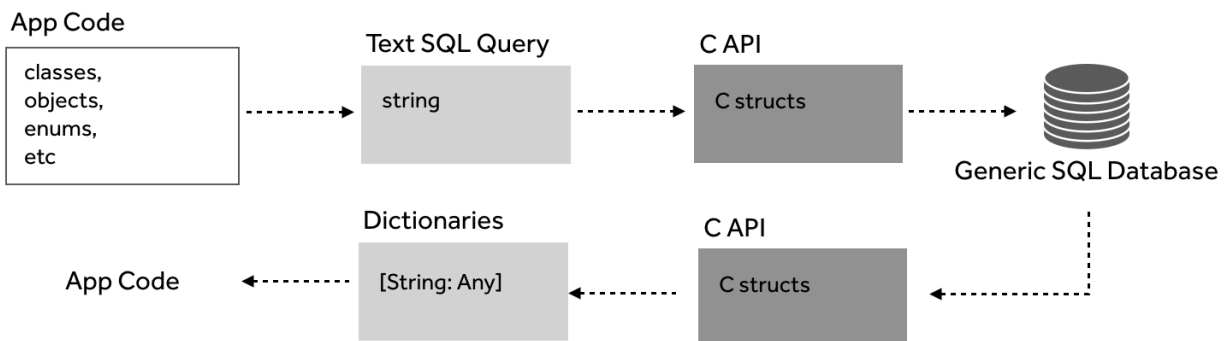 App Code
classes,
objects,
enums,
etc
Text SQL Query
string
C API
C structs
Generic SQL Database
Dictionaries
[String: Any]
C API
C structs
App Code